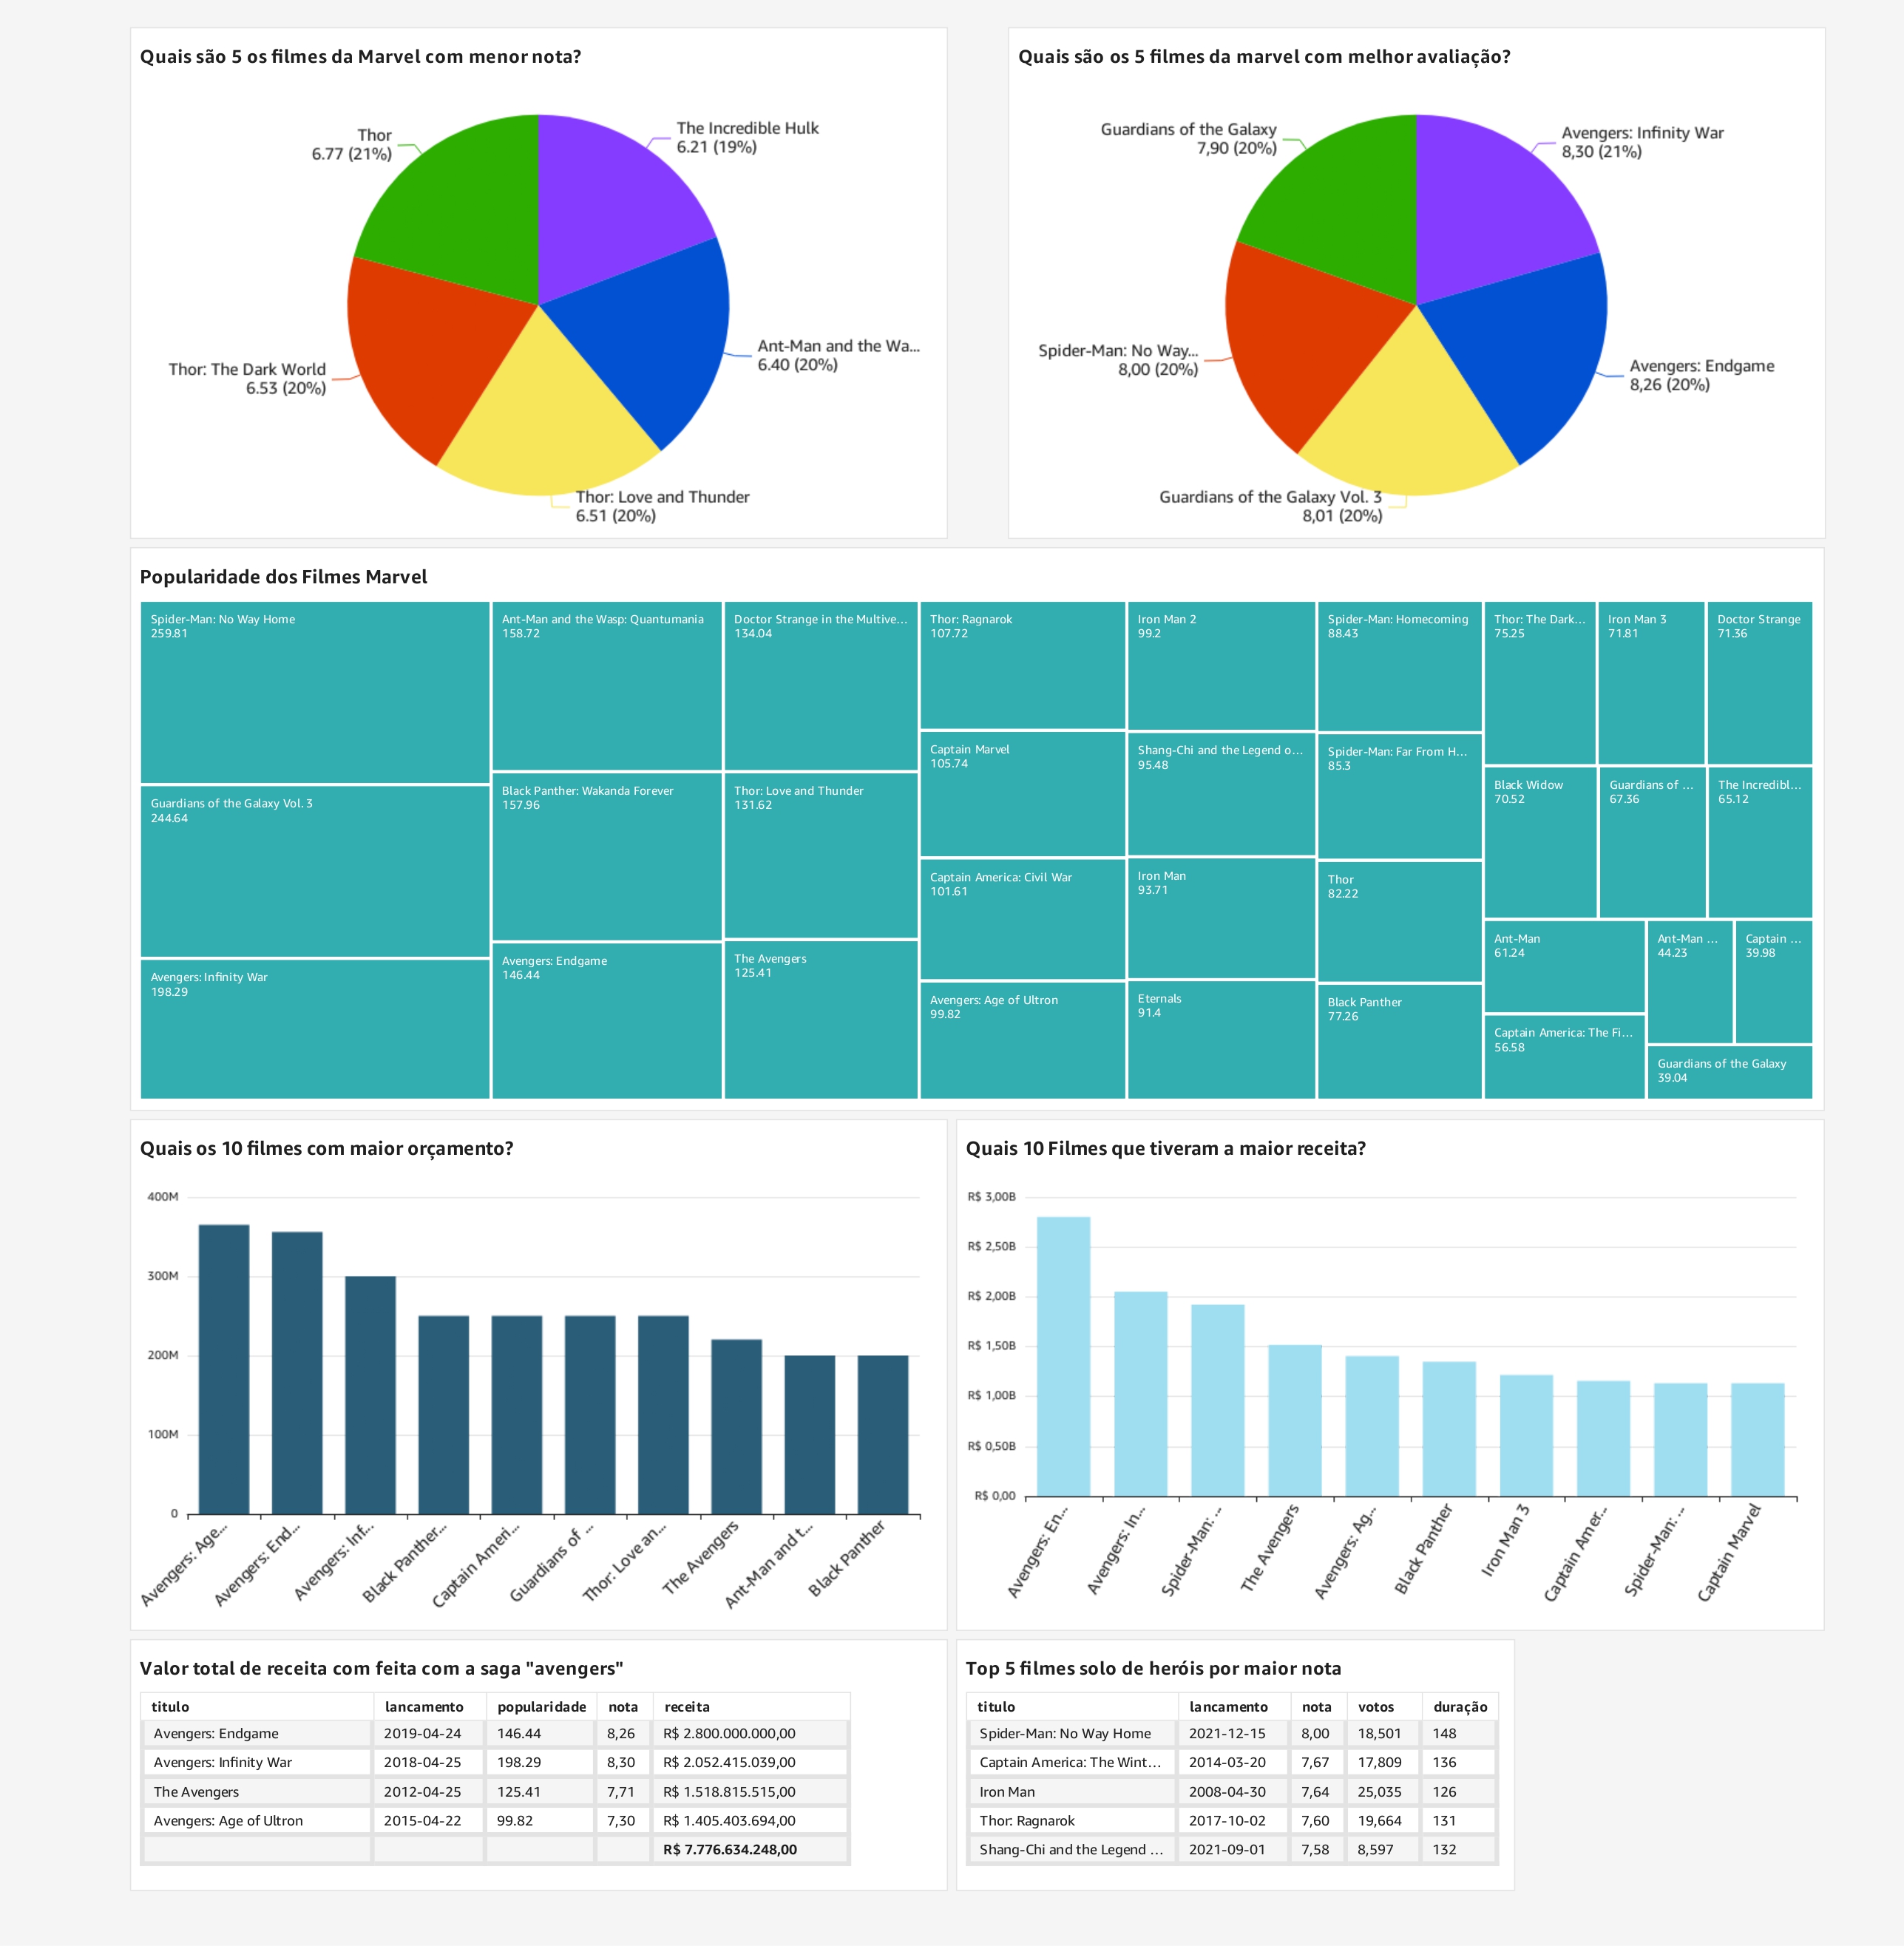 Quais são 5 os filmes da Marvel com menor nota?
Thor
6.77 (21%)
The Incredible Hulk
6.21 (19%)
Ant-Man and the Wa...
6.40 (20%)
Thor: The Dark World
6.53 (20%)
Thor: Love and Thunder
6.51 (20%)
Quais são os 5 filmes da marvel com melhor avaliação?
Guardians of the Galaxy
7,90 (20%)
Avengers: Infinity War
8,30 (21%)
Spider-Man: No Way...
8,00 (20%)
Avengers: Endgame
8,26 (20%)
Guardians of the Galaxy Vol. 3
8,01 (20%)
Popularidade dos Filmes Marvel
Spider-Man: No Way Home
259.81
Guardians of the Galaxy Vol. 3
244.64
Avengers: Infinity War
198.29
Ant-Man and the Wasp: Quantumania
158.72
Black Panther: Wakanda Forever
157.96
Avengers: Endgame
146.44
Doctor Strange in the Multive...
134.04
Thor: Love and Thunder
131.62
The Avengers
125.41
Thor: Ragnarok
107.72
Captain Marvel
105.74
Captain America: Civil War
101.61
Avengers: Age of Ultron
99.82
Iron Man 2
99.2
Shang-Chi and the Legend o...
95.48
Iron Man
93.71
Eternals
91.4
Spider-Man: Homecoming
88.43
Spider-Man: Far From H...
85.3
Thor
82.22
Black Panther
77.26
Thor: The Dark...
75.25
Iron Man 3
71.81
Doctor Strange
71.36
Black Widow
70.52
Guardians of ...
67.36
The Incredibl...
65.12
Ant-Man
61.24
Captain America: The Fi...
56.58
Ant-Man ...
44.23
Captain ...
39.98
Guardians of the Galaxy
39.04
Quais os 10 filmes com maior orçamento?
400M
300M
200M
100M
0
Avengers: Age...
Avengers: End...
Avengers: Inf...
Black Panther...
Captain Ameri...
Guardians of ...
Thor: Love an...
The Avengers
Ant-Man and t...
Black Panther
Quais 10 Filmes que tiveram a maior receita?
R$ 3,00B
R$ 2,50B
R$ 2,00B
R$ 1,50B
R$ 1,00B
R$ 0,50B
R$ 0,00
Avengers: En...
Avengers: In...
Spider-Man: ...
The Avengers
Avengers: Ag...
Black Panther
Iron Man 3
Captain Amer...
Spider-Man: ...
Captain Marvel
Valor total de receita com feita com a saga "avengers"
titulo lancamento popularidade nota receita
Avengers: Endgame 2019-04-24 146.44 8,26 R$ 2.800.000.000,00
Avengers: Infinity War 2018-04-25 198.29 8,30 R$ 2.052.415.039,00
The Avengers 2012-04-25 125.41 7,71 R$ 1.518.815.515,00
Avengers: Age of Ultron 2015-04-22 99.82 7,30 R$ 1.405.403.694,00
R$ 7.776.634.248,00
Top 5 filmes solo de heróis por maior nota
titulo lancamento nota votos duração
Spider-Man: No Way Home 2021-12-15 8,00 18,501 148
Captain America: The Wint... 2014-03-20 7,67 17,809 136
Iron Man 2008-04-30 7,64 25,035 126
Thor: Ragnarok 2017-10-02 7,60 19,664 131
Shang-Chi and the Legend ... 2021-09-01 7,58 8,597 132